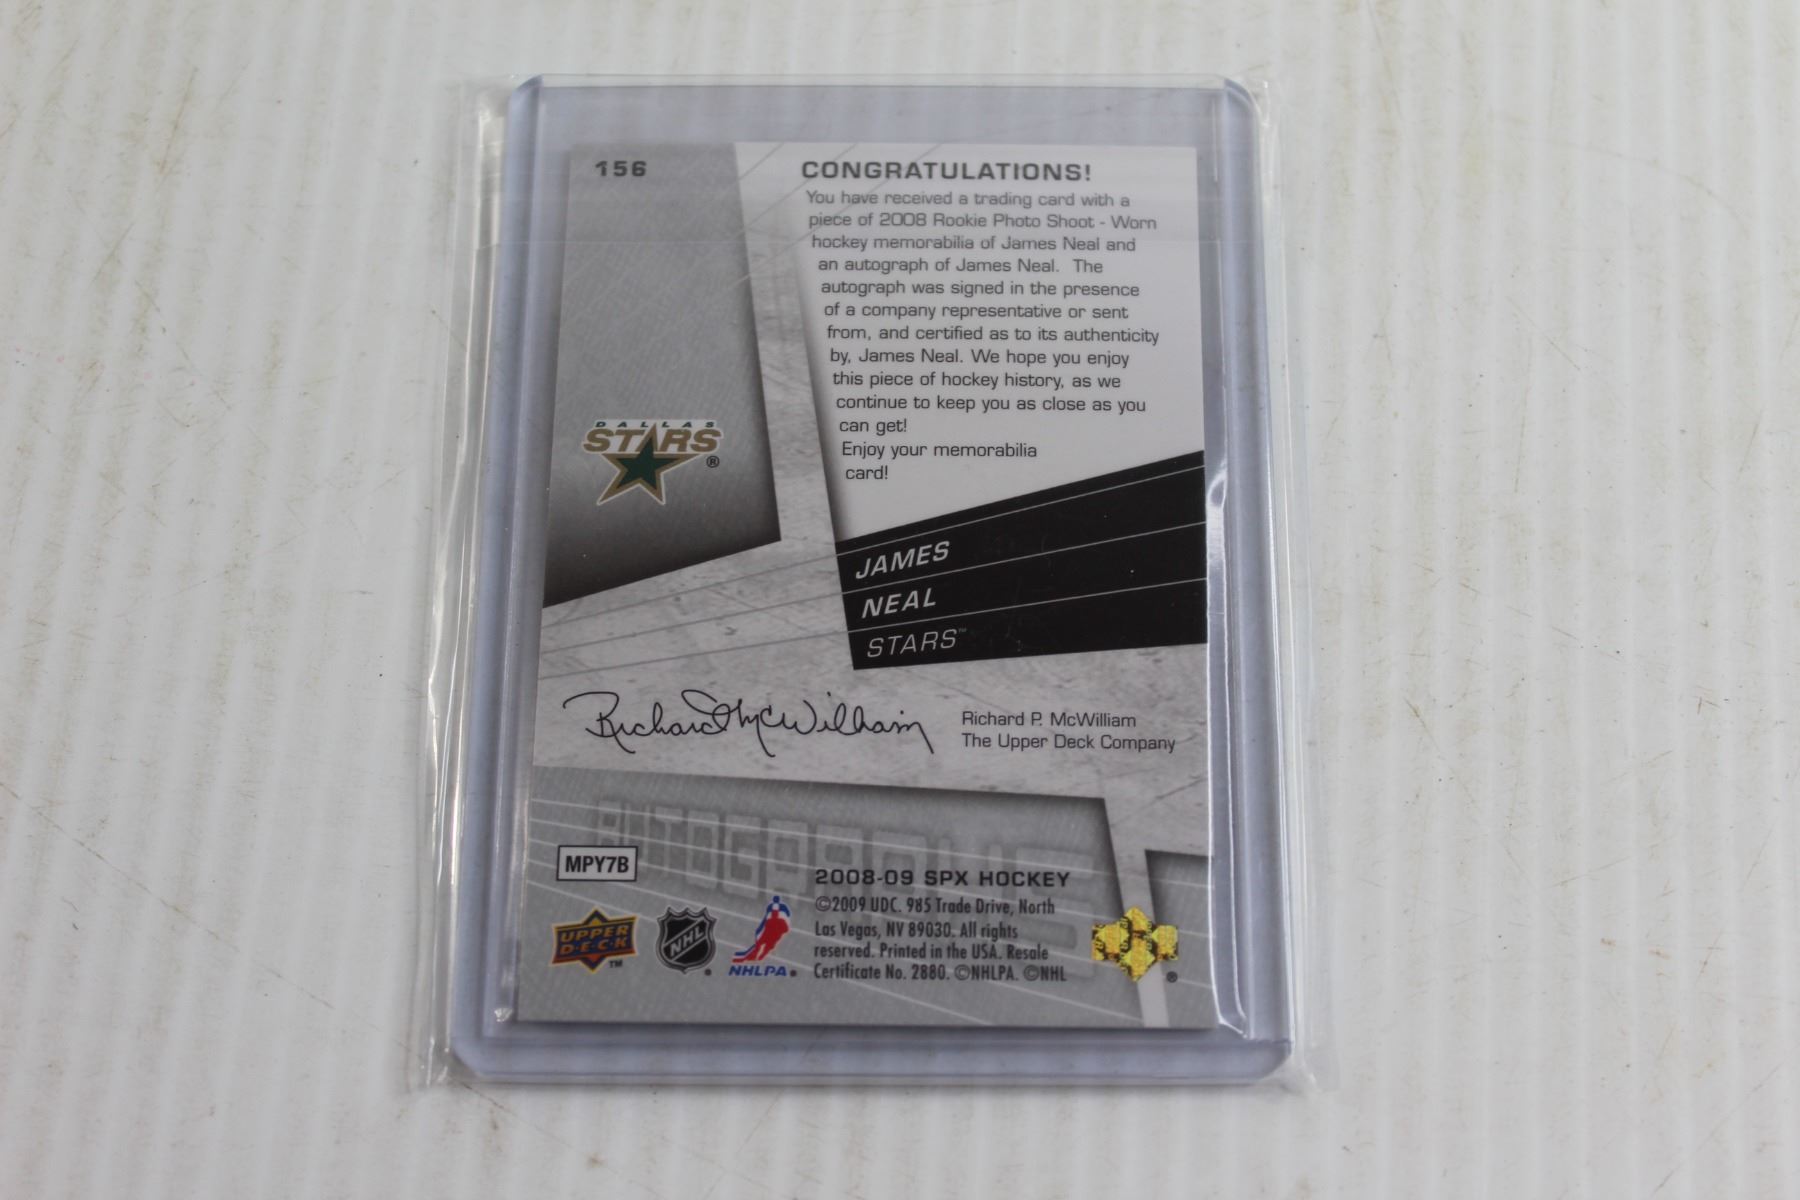 156
CONGRATULATIONS!
You have received a trading card with a
piece of 2008 Rookie Photo Shoot - Worn
hockey memorabilia of James Neal and
an autograph of James Neal. The
autograph was signed in the presence
of a company representative or sent
from, and certified as to its authenticity
by, James Neal. We hope you enjoy
this piece of hockey history, as we
continue to keep you as close as you
can get!
Enjoy your memorabilia
card!
DALLAS
STARS®
JAMES
NEAL
STARS™
Richard McWilliam
Richard P. McWilliam
The Upper Deck Company
AUTOGRAPHS
MPY7B
2008-09 SPX HOCKEY
©2009 UDC. 985 Trade Drive, North
Las Vegas, NV 89030. All rights
reserved. Printed in the USA. Resale
Certificate No. 2880. ©NHLPA. ©NHL
UPPER
D·E·C·K
™
NHL
®
NHLPA®
®